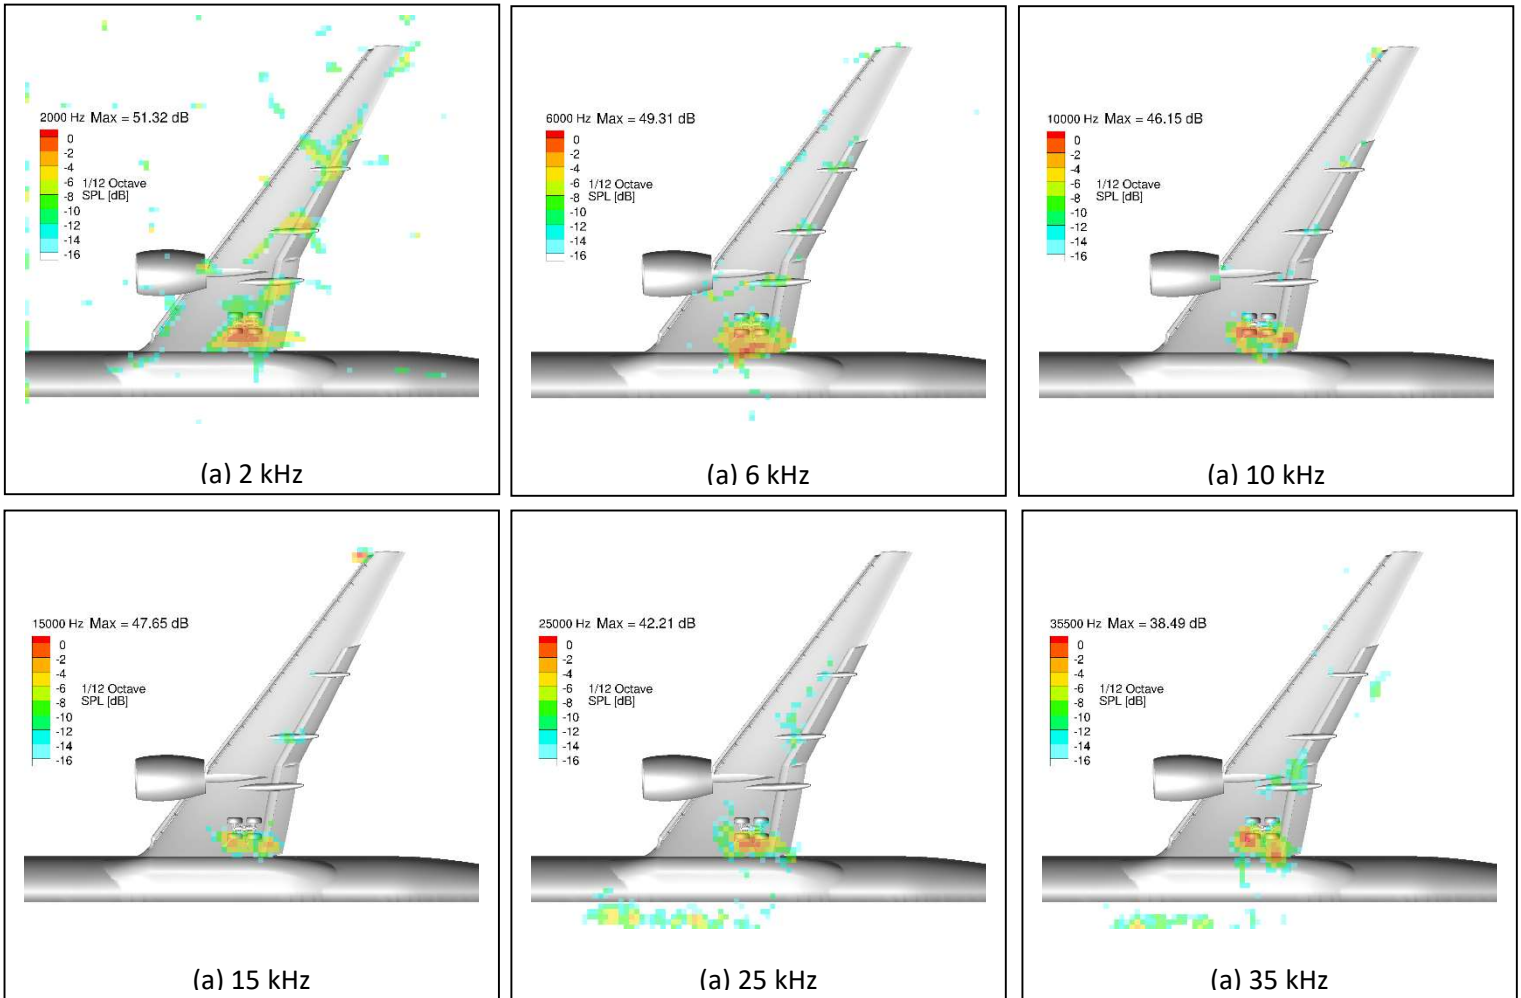 2000 Hz Max = 51.32 dB
0
-2
-4
-6
-8
-10
-12
-14
-16
1/12 Octave
SPL [dB]
(a) 2 kHz
6000 Hz Max = 49.31 dB
0
-2
-4
-6
-8
-10
-12
-14
-16
1/12 Octave
SPL [dB]
(a) 6 kHz
10000 Hz Max = 46.15 dB
0
-2
-4
-6
-8
-10
-12
-14
-16
1/12 Octave
SPL [dB]
(a) 10 kHz
15000 Hz Max = 47.65 dB
0
-2
-4
-6
-8
-10
-12
-14
-16
1/12 Octave
SPL [dB]
(a) 15 kHz
25000 Hz Max = 42.21 dB
0
-2
-4
-6
-8
-10
-12
-14
-16
1/12 Octave
SPL [dB]
(a) 25 kHz
35500 Hz Max = 38.49 dB
0
-2
-4
-6
-8
-10
-12
-14
-16
1/12 Octave
SPL [dB]
(a) 35 kHz